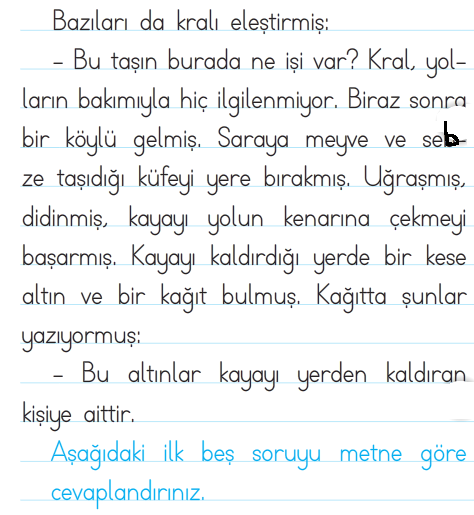 Bazıları da kralı eleştirmiş:
– Bu taşın burada ne işi var? Kral, yol-
ların bakımıyla hiç ilgilenmiyor. Biraz sonra
bir köylü gelmiş. Saraya meyve ve seb-
ze taşıdığı küfeyi yere bırakmış. Uğraşmış,
didinmiş, kayayı yolun kenarına çekmeyi
başarmış. Kayayı kaldırdığı yerde bir kese
altın ve bir kağıt bulmuş. Kağıtta şunlar
yazıyormuş:
– Bu altınlar kayayı yerden kaldıran
kişiye aittir.
Aşağıdaki ilk beş soruyu metne göre
cevaplandırınız.